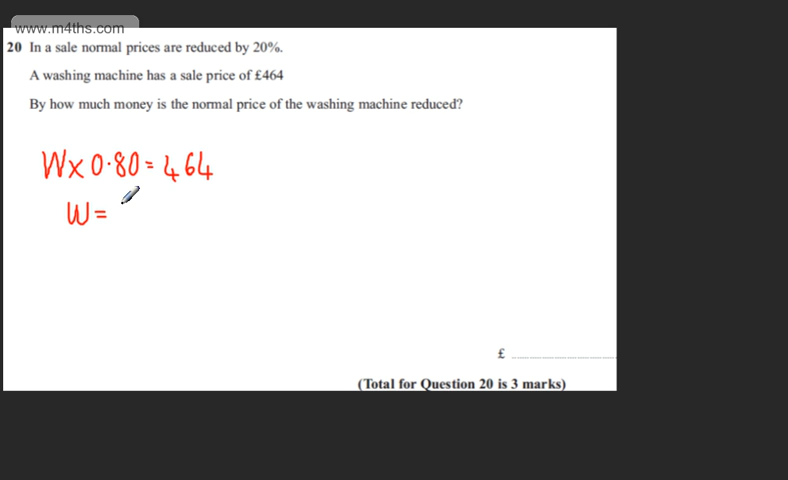 www.m4ths.com
20 In a sale normal prices are reduced by 20%.
A washing machine has a sale price of £464
By how much money is the normal price of the washing machine reduced?
W x 0·80 = 464
W =
£
(Total for Question 20 is 3 marks)